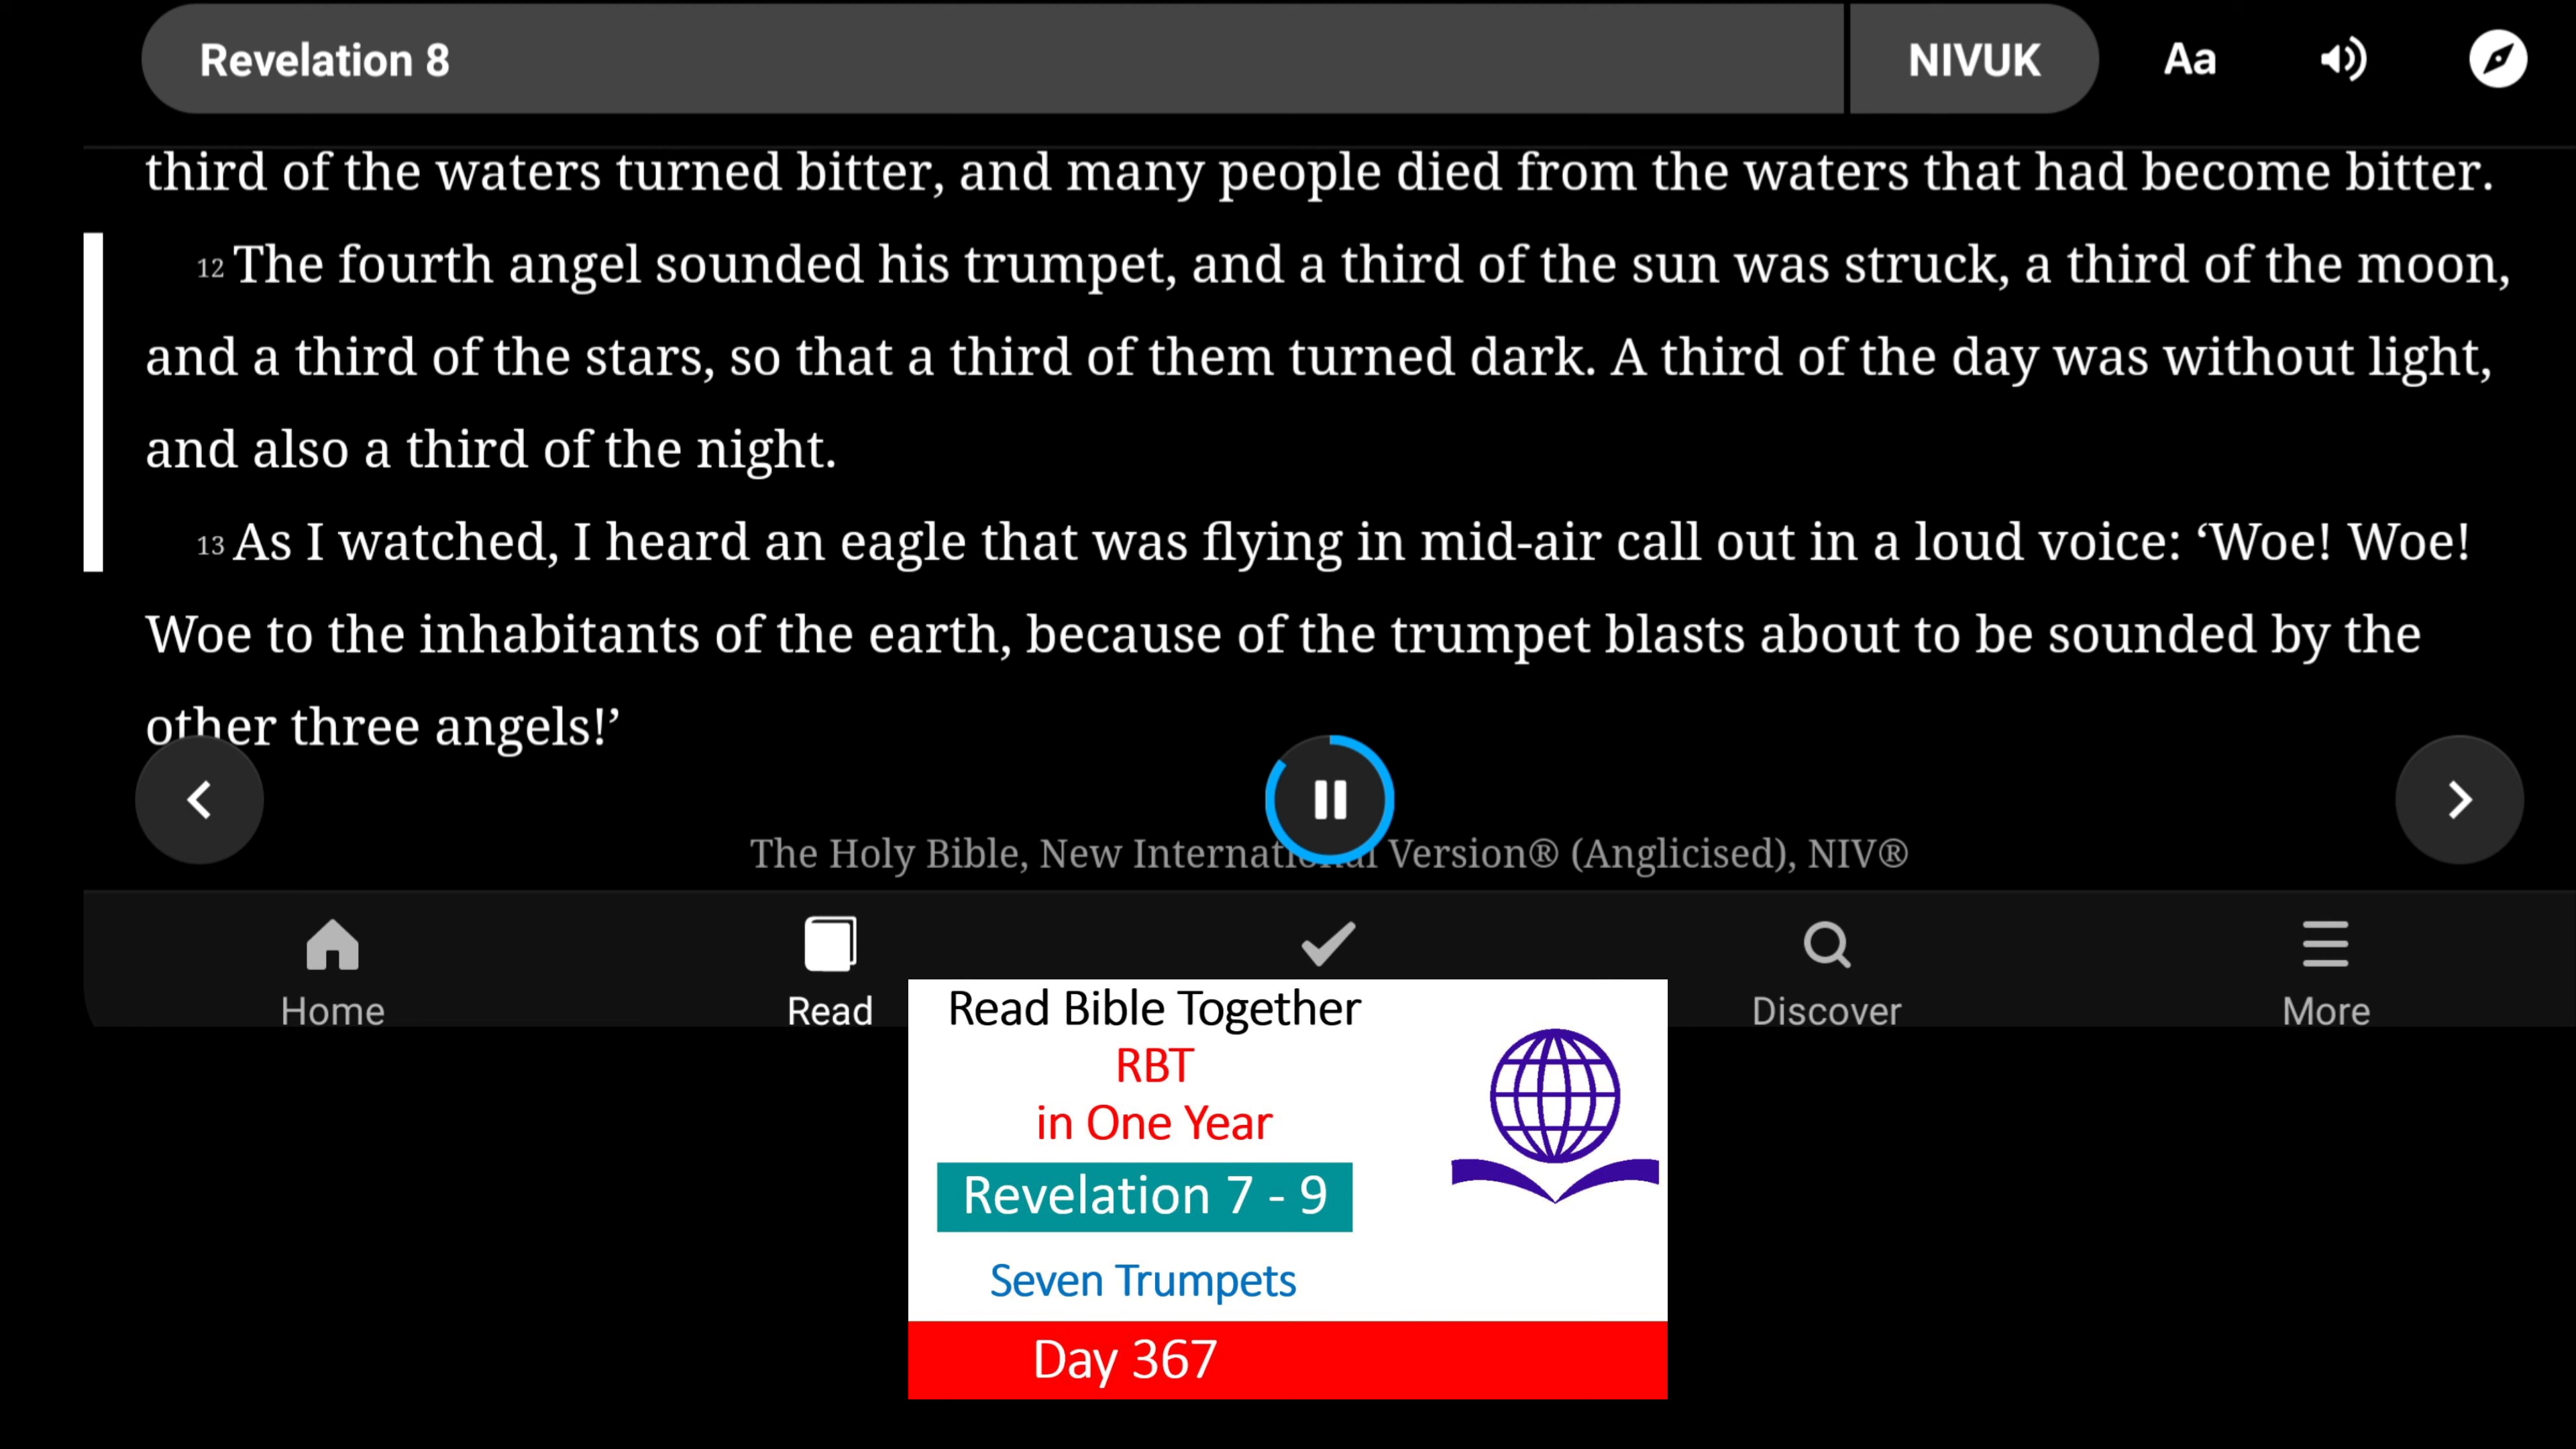 Revelation 8 NIVUK Aa
third of the waters turned bitter, and many people died from the waters that had become bitter.
12 The fourth angel sounded his trumpet, and a third of the sun was struck, a third of the moon,
and a third of the stars, so that a third of them turned dark. A third of the day was without light,
and also a third of the night.
13 As I watched, I heard an eagle that was flying in mid-air call out in a loud voice: ‘Woe! Woe!
Woe to the inhabitants of the earth, because of the trumpet blasts about to be sounded by the
other three angels!’
The Holy Bible, New International Version® (Anglicised), NIV®
Home Read Discover More
Read Bible Together
RBT
in One Year
Revelation 7 - 9
Seven Trumpets
Day 367